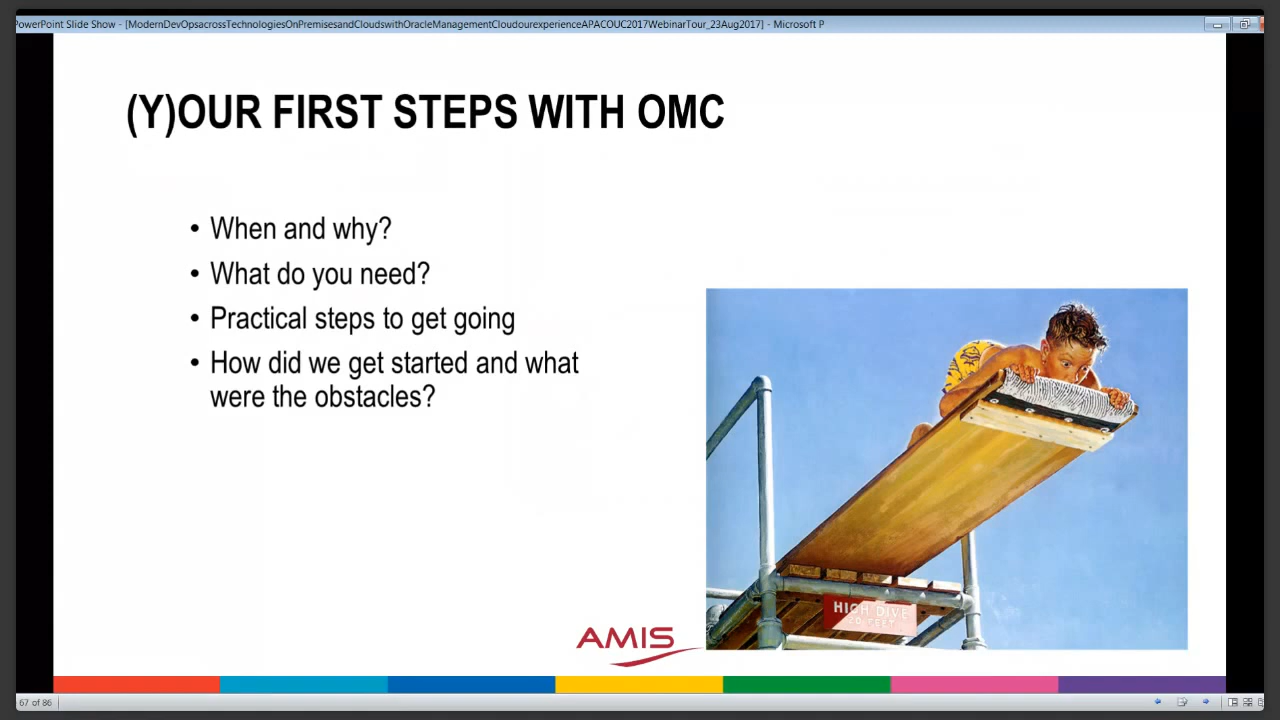 PowerPoint Slide Show - [ModernDevOpsacrossTechnologiesOnPremisesandCloudswithOracleManagementCloudourexperienceAPACOUC2017WebinarTour_23Aug2017] - Microsoft P
(Y)OUR FIRST STEPS WITH OMC
• When and why?
• What do you need?
• Practical steps to get going
• How did we get started and what
were the obstacles?
HIGH DIVE
20 FEET
AMIS
67 of 86